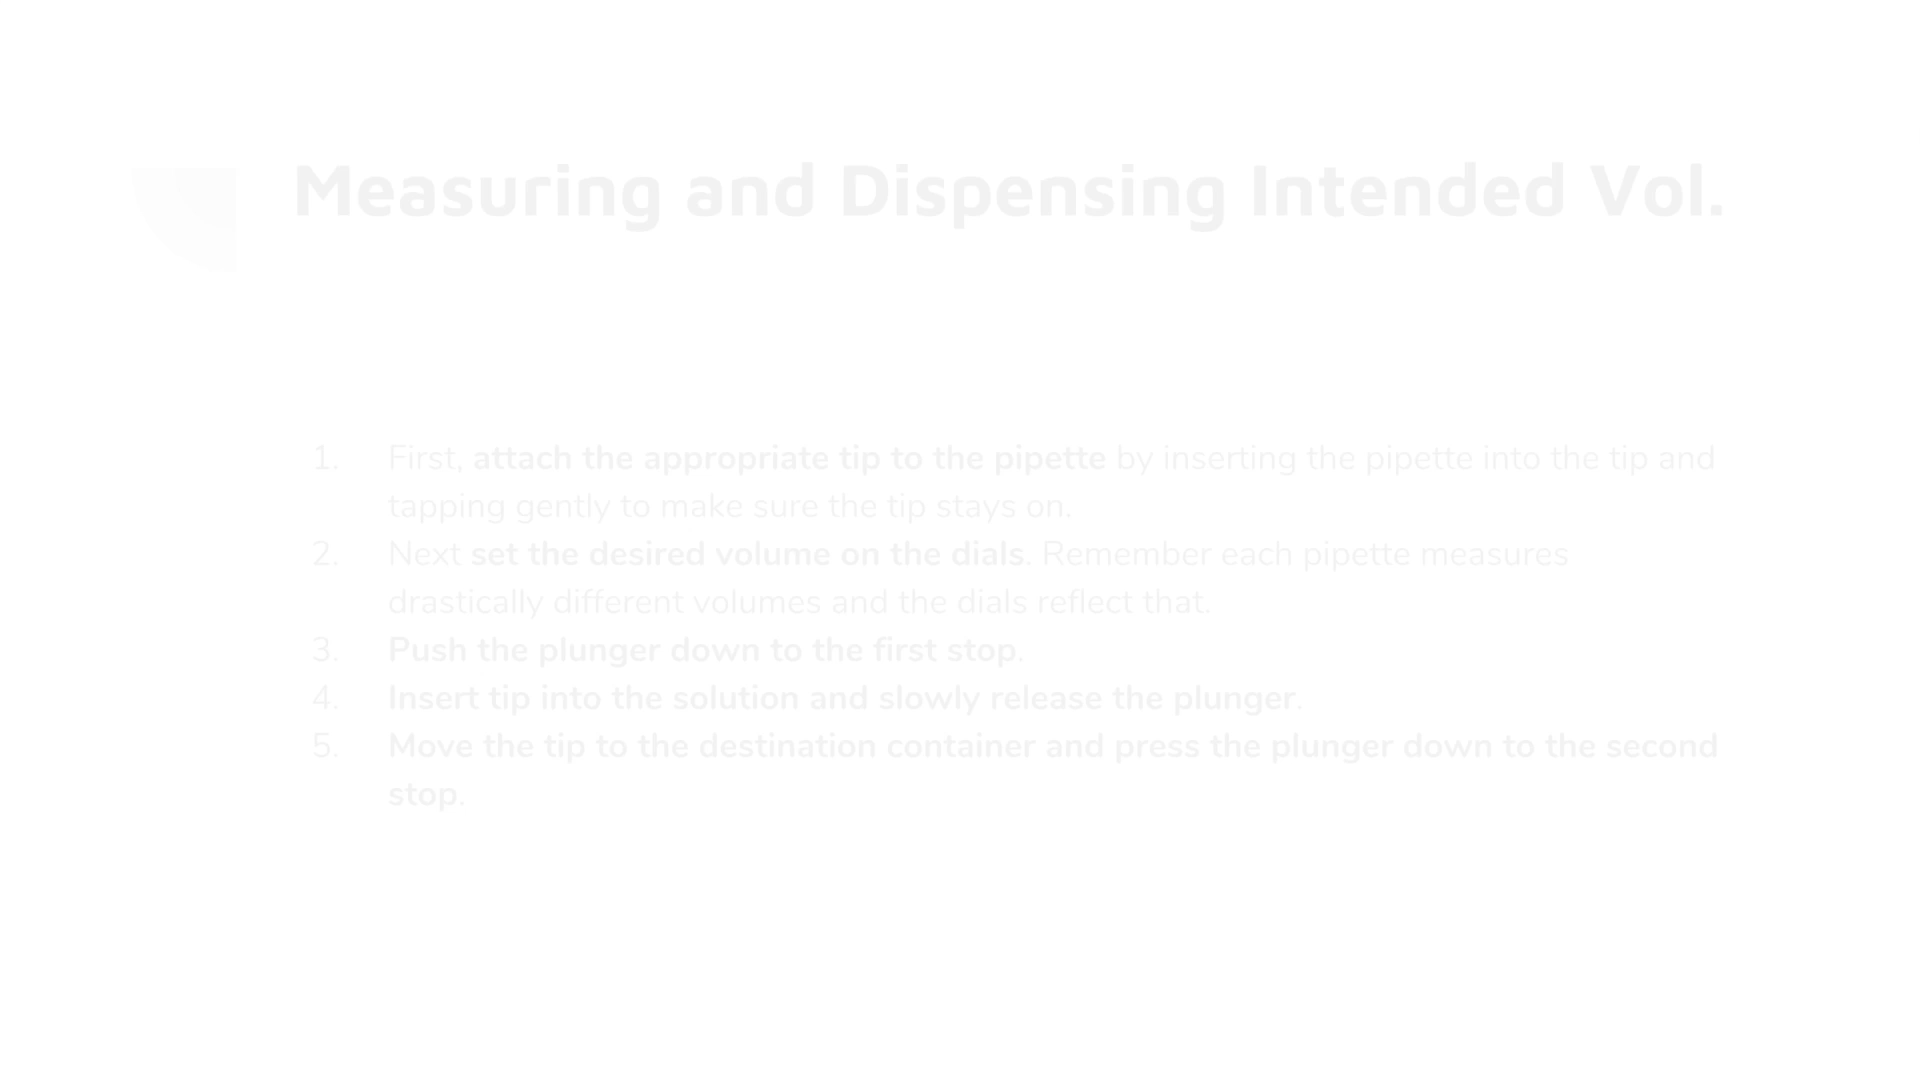 Measuring and Dispensing Intended Vol.
1. First, attach the appropriate tip to the pipette by inserting the pipette into the tip and
tapping gently to make sure the tip stays on.
2. Next set the desired volume on the dials. Remember each pipette measures
drastically different volumes and the dials reflect that.
3. Push the plunger down to the first stop.
4. Insert tip into the solution and slowly release the plunger.
5. Move the tip to the destination container and press the plunger down to the second
stop.